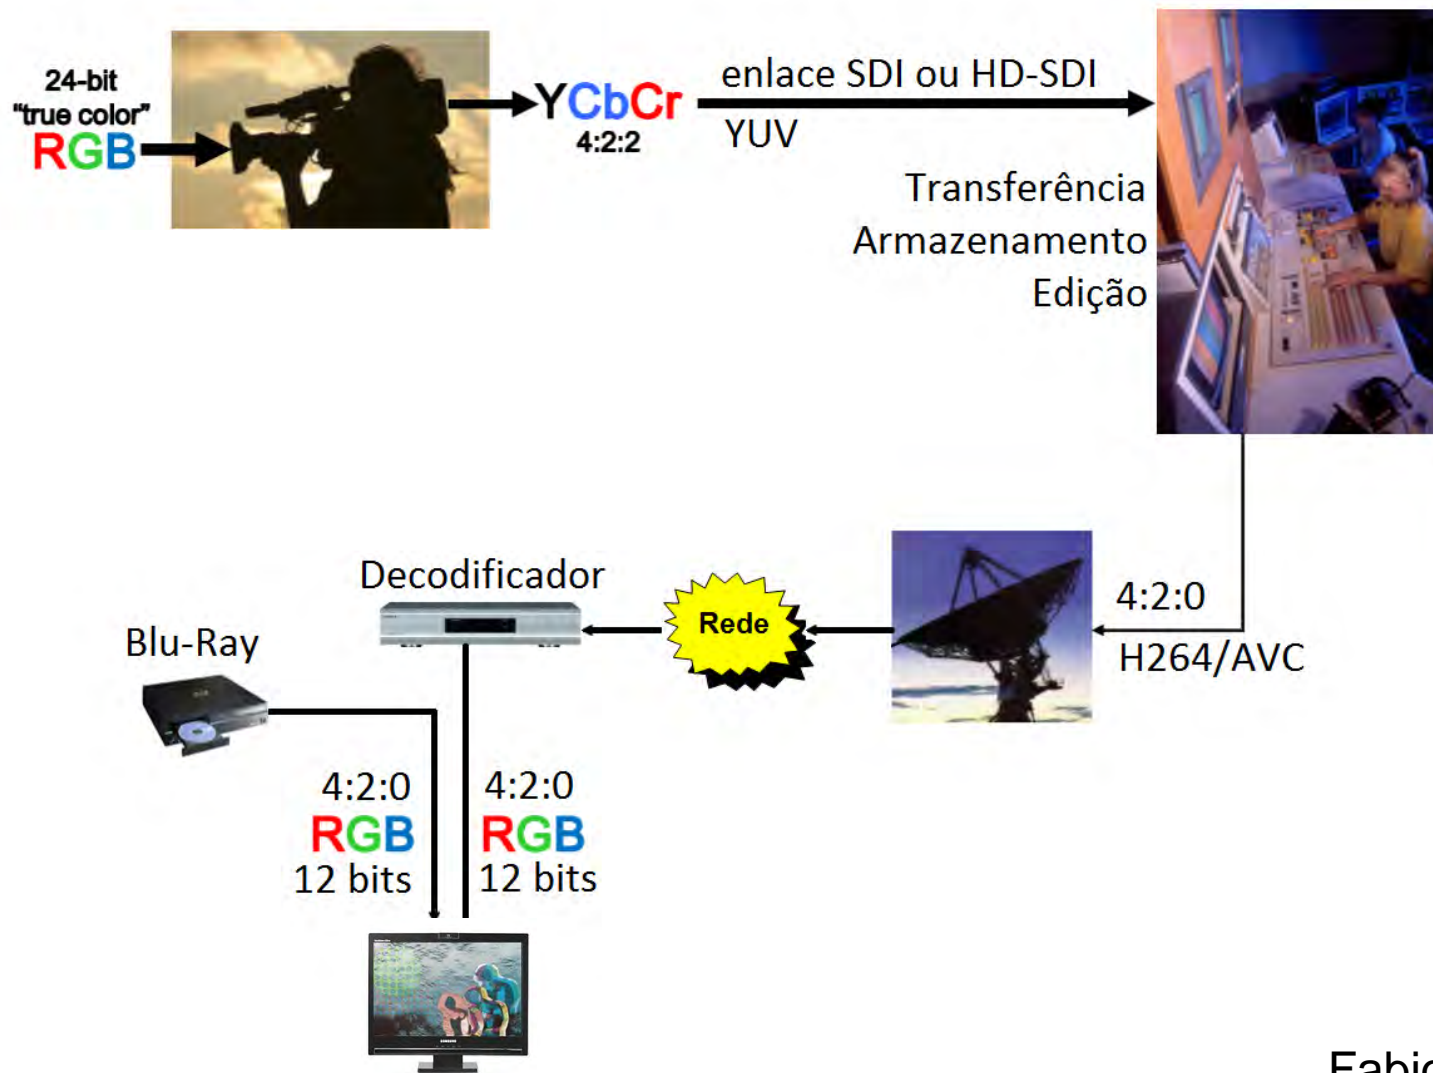 24-bit
"true color"
RGB
YCbCr
4:2:2
enlace SDI ou HD-SDI
YUV
Transferência
Armazenamento
Edição
4:2:0
H264/AVC
Rede
Decodificador
Blu-Ray
4:2:0
RGB
12 bits
4:2:0
RGB
12 bits
SAMSUNG